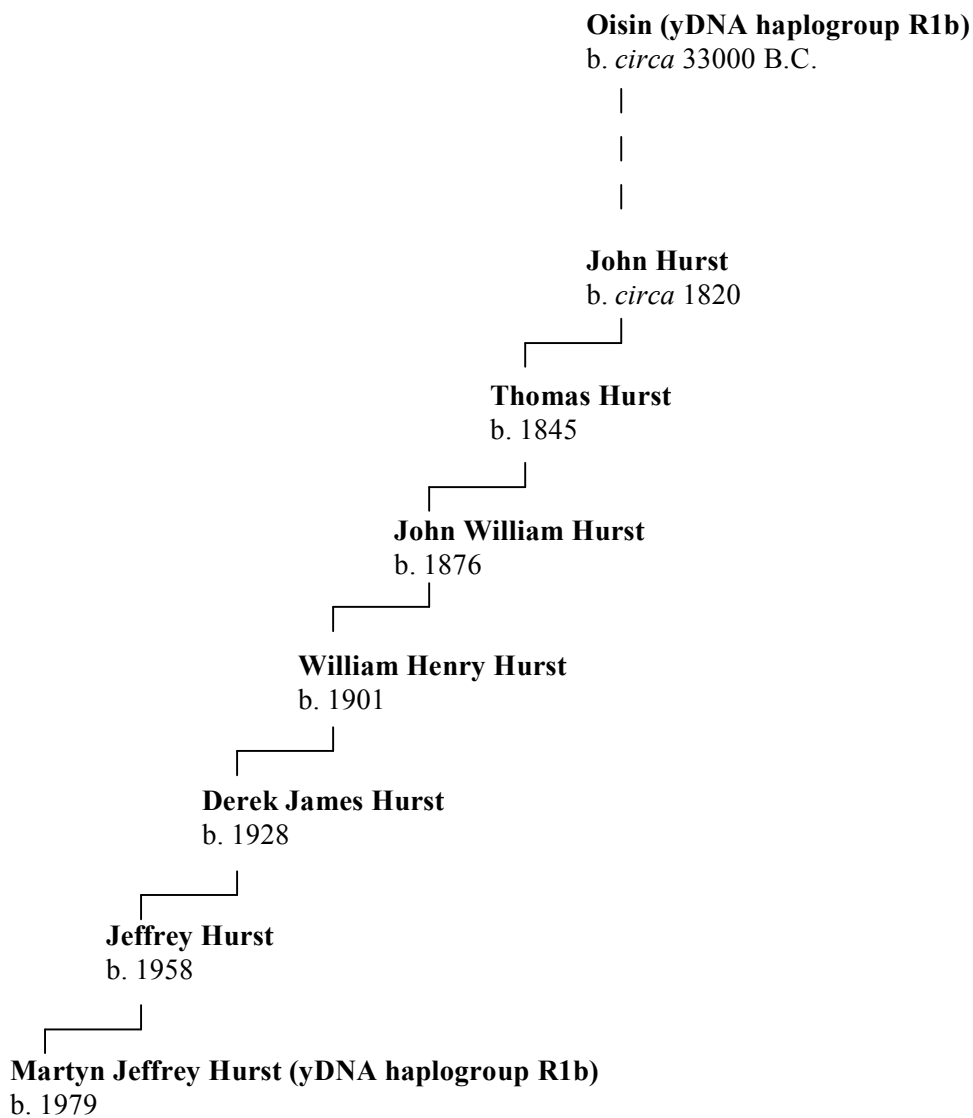 Oisin (yDNA haplogroup R1b)
b. circa 33000 B.C.
John Hurst
b. circa 1820
Thomas Hurst
b. 1845
John William Hurst
b. 1876
William Henry Hurst
b. 1901
Derek James Hurst
b. 1928
Jeffrey Hurst
b. 1958
Martyn Jeffrey Hurst (yDNA haplogroup R1b)
b. 1979